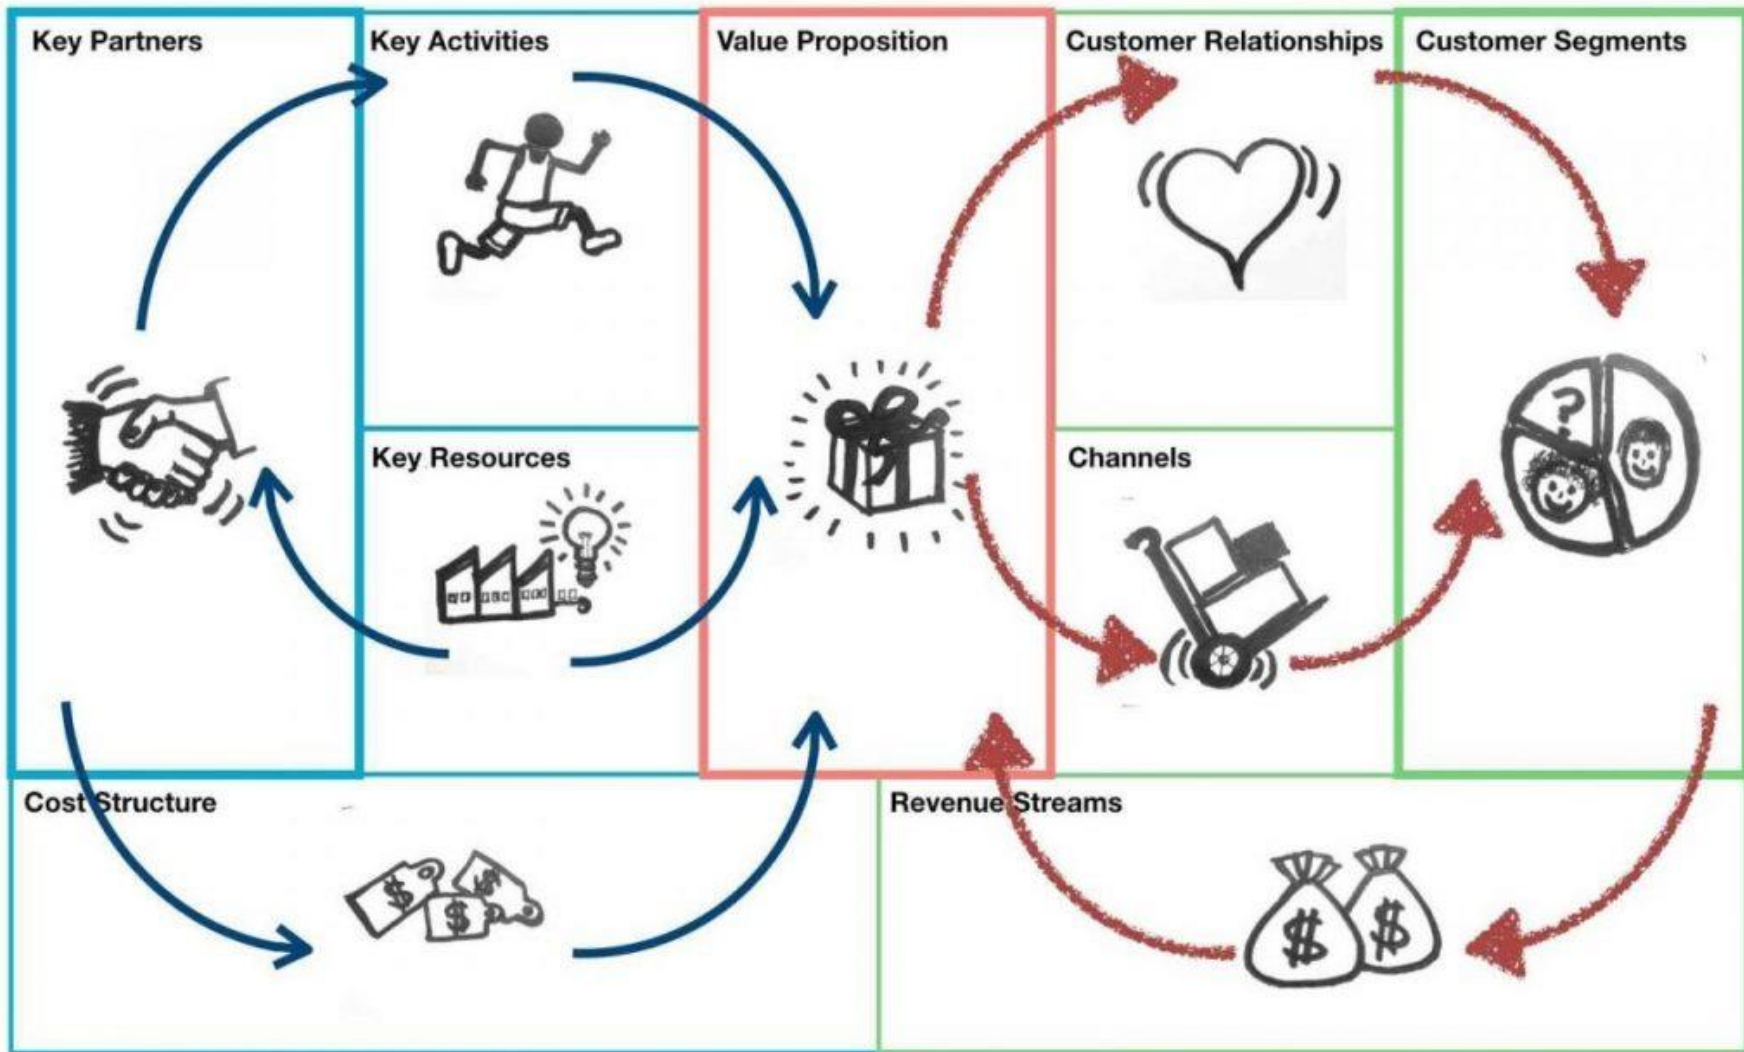 Key Partners
Key Activities
Value Proposition
Customer Relationships
Customer Segments
?
Key Resources
Channels
Cost Structure
$
$
$
Revenue Streams
$
$